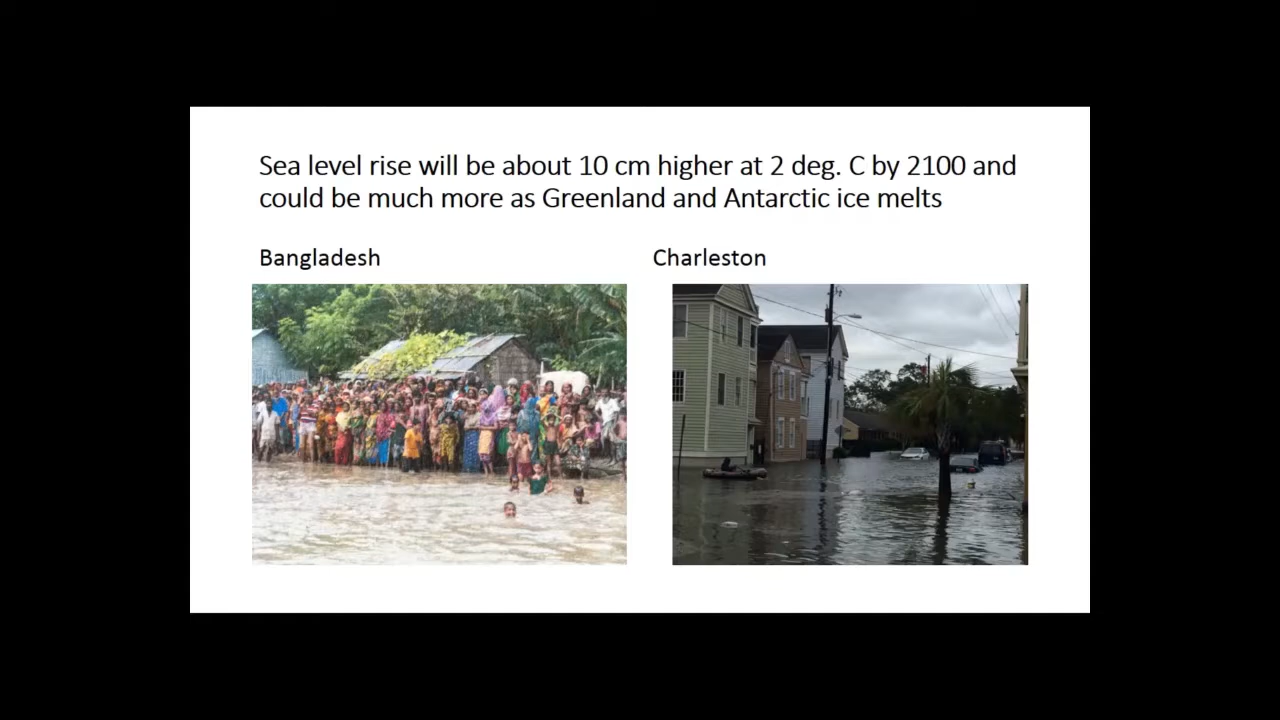 Sea level rise will be about 10 cm higher at 2 deg. C by 2100 and
could be much more as Greenland and Antarctic ice melts
Bangladesh
Charleston